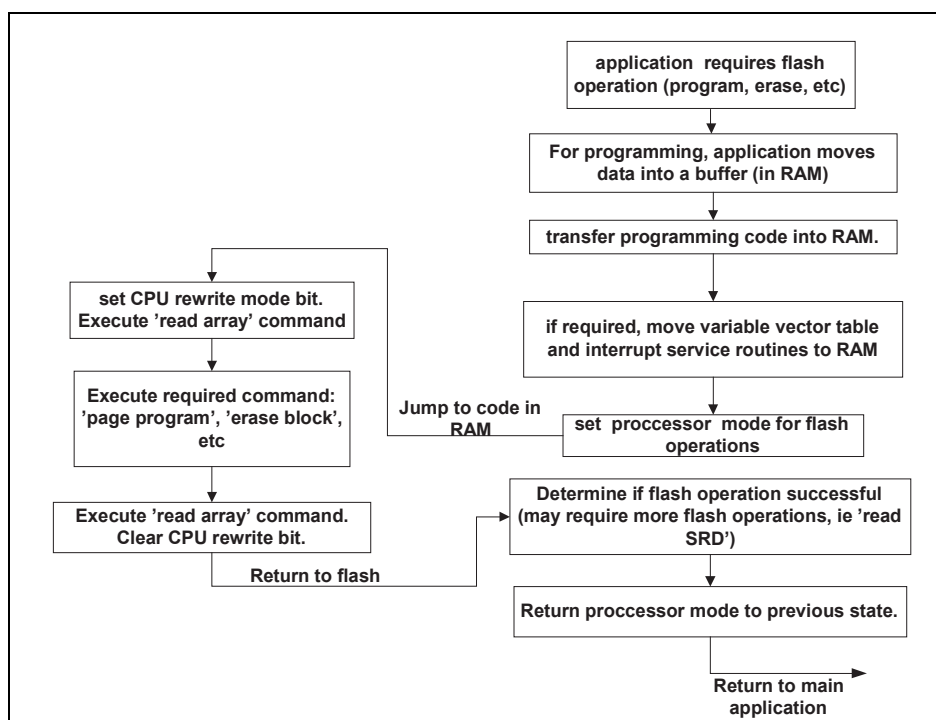 application requires flash
operation (program, erase, etc)
For programming, application moves
data into a buffer (in RAM)
transfer programming code into RAM.
if required, move variable vector table
and interrupt service routines to RAM
set proccessor mode for flash
operations
Jump to code in
RAM
set CPU rewrite mode bit.
Execute ’read array’ command
Execute required command:
’page program’, ’erase block’,
etc
Execute ’read array’ command.
Clear CPU rewrite bit.
Return to flash
Determine if flash operation successful
(may require more flash operations, ie ’read
SRD’)
Return proccessor mode to previous state.
Return to main
application